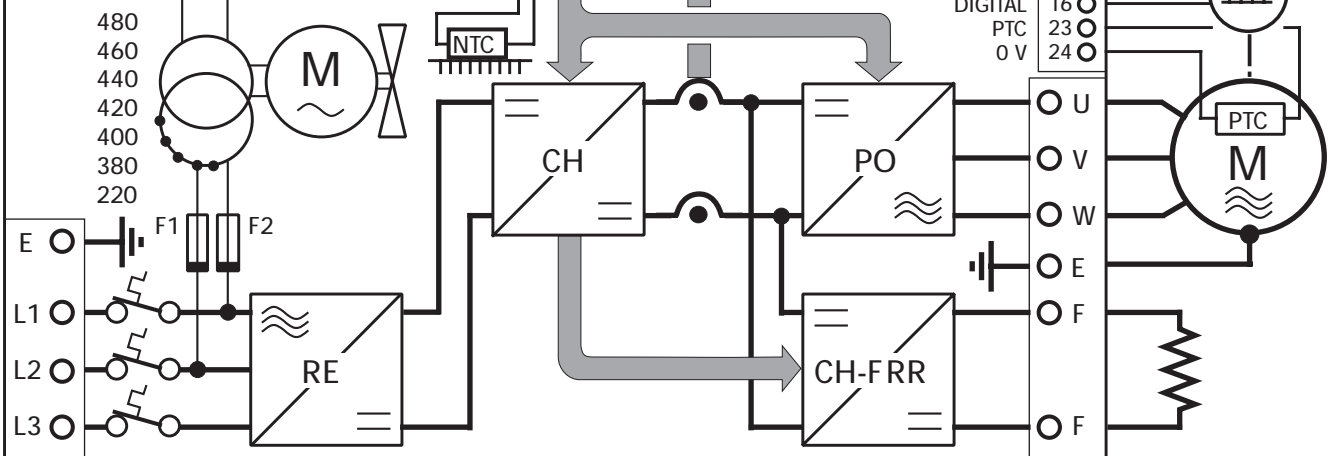 480
460
440
420
400
380
220
M
NTC
DIGITAL 16
PTC 23
0 V 24
CH
PO
U
V
W
E
F
F
PTC
M
F1
F2
E
L1
L2
L3
RE
CH-FRR